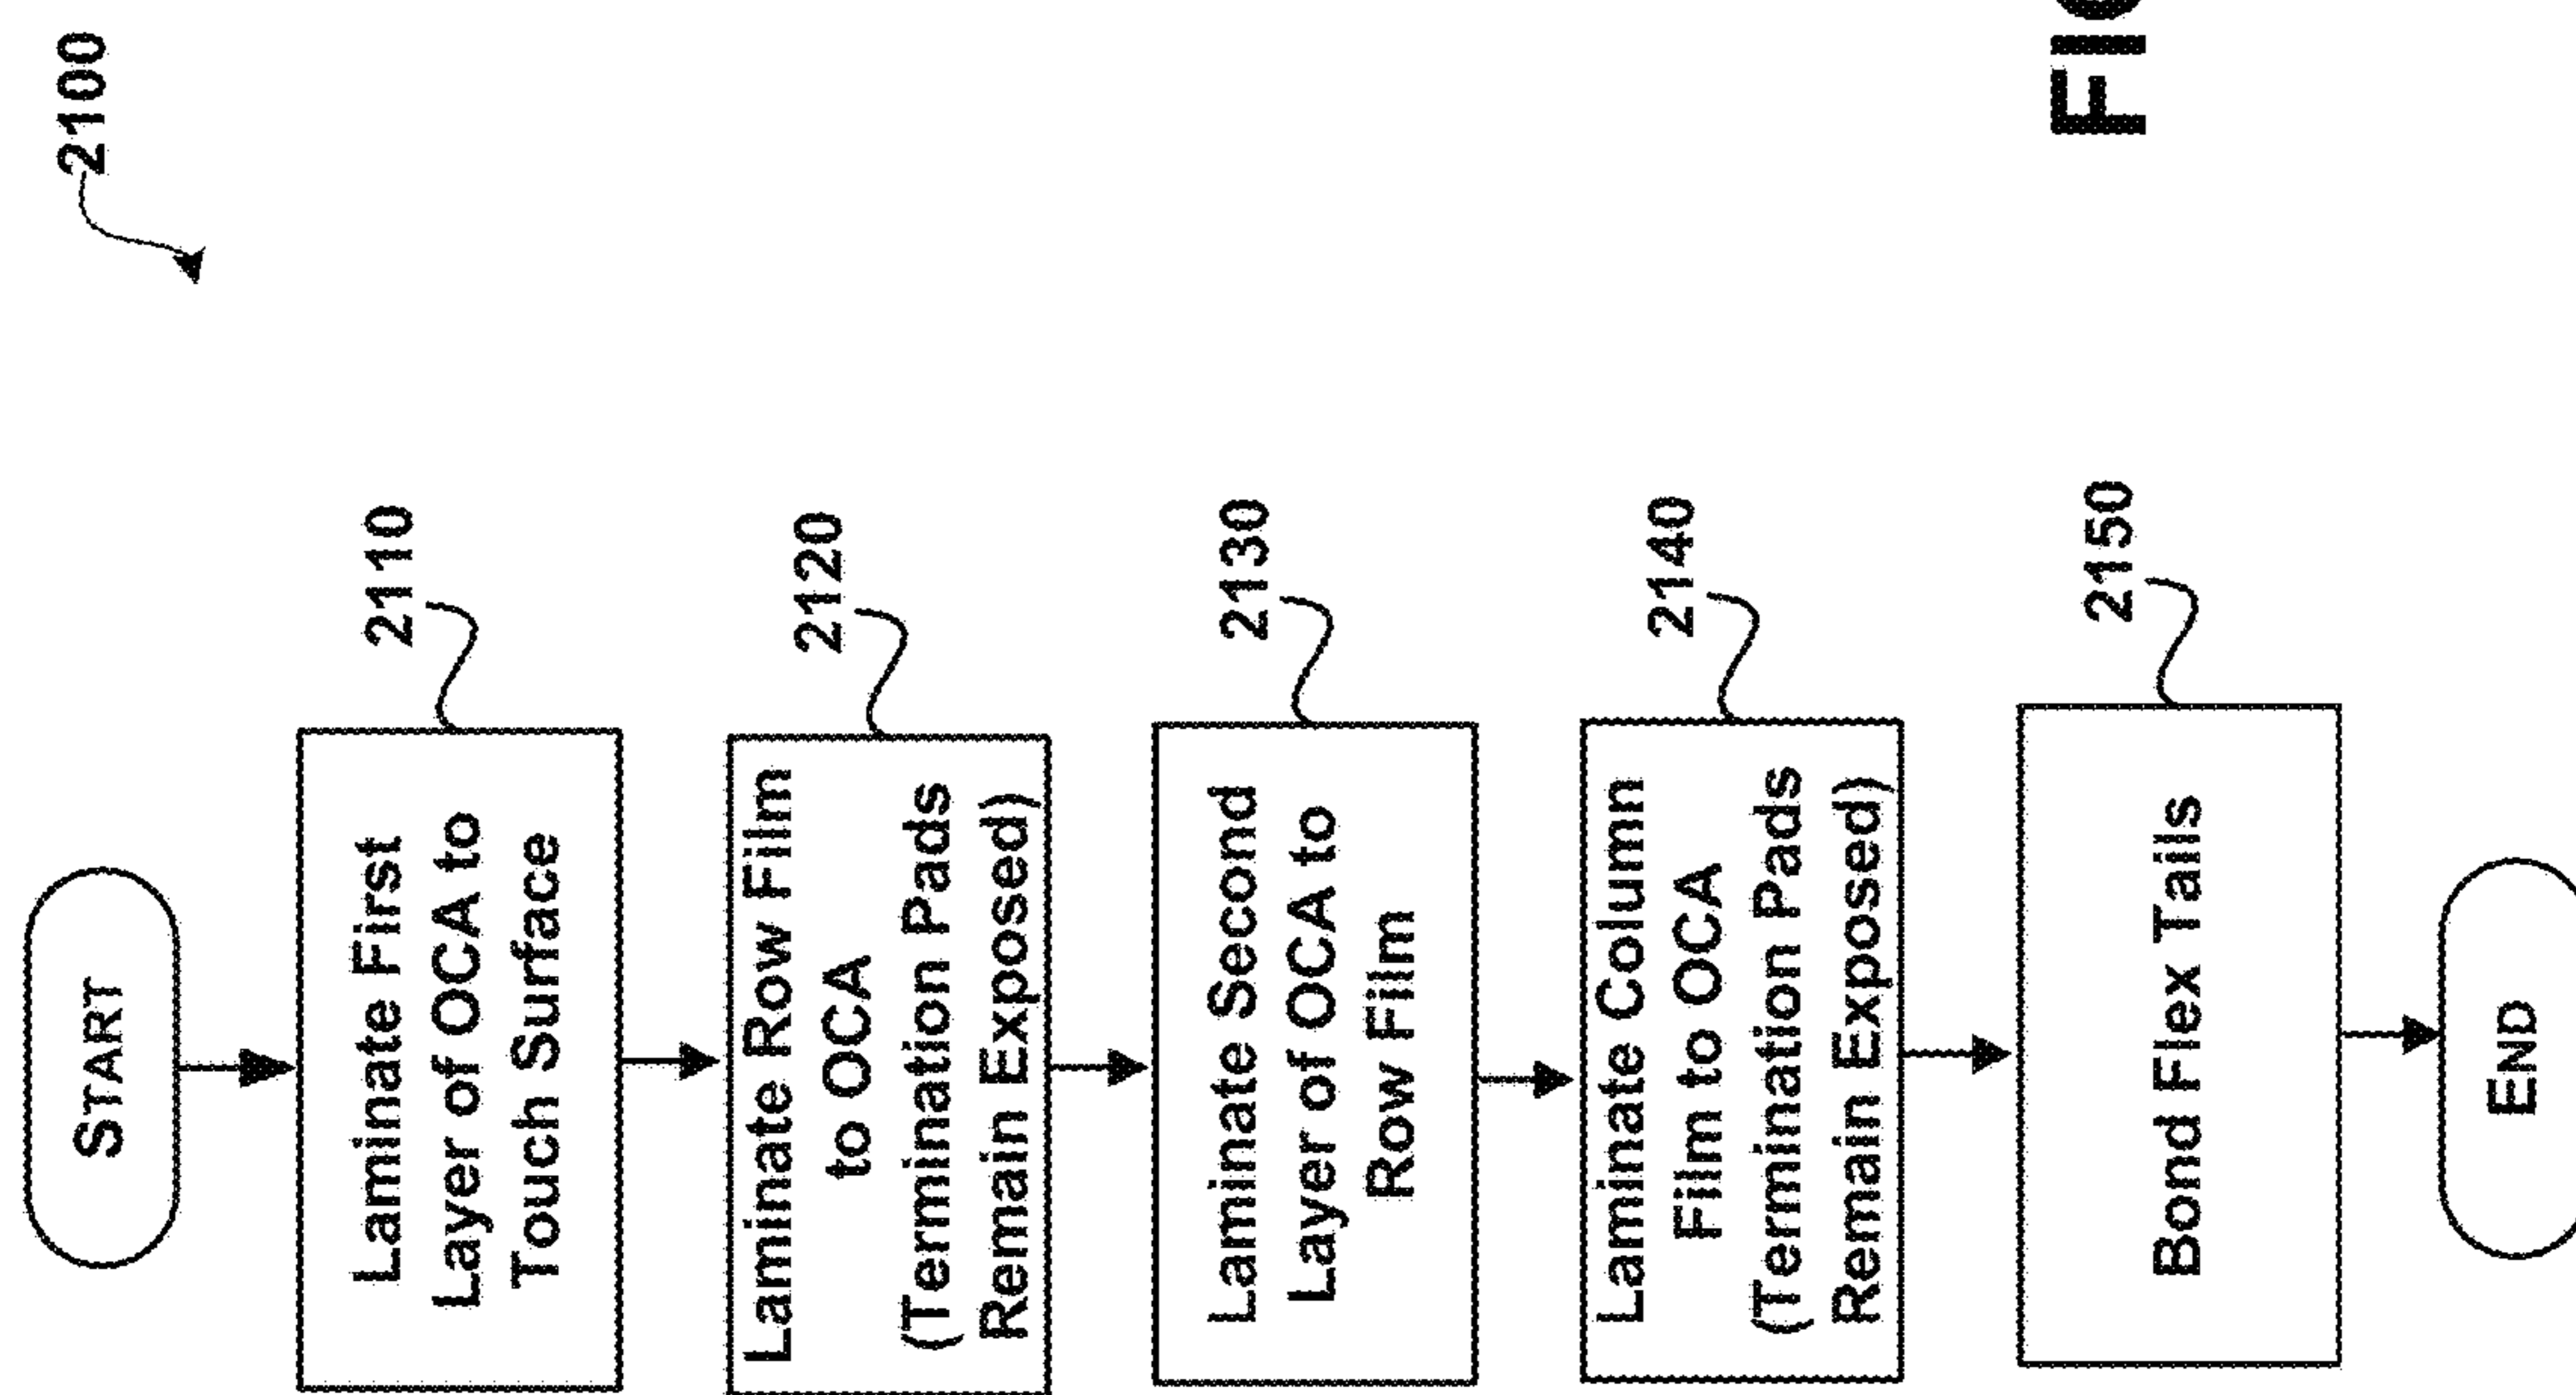 2100
START
Laminate First
Layer of OCA to
Touch Surface
2110
Laminate Row Film
to OCA
(Termination Pads
Remain Exposed)
2120
Laminate Second
Layer of OCA to
Row Film
2130
Laminate Column
Film to OCA
(Termination Pads
Remain Exposed)
2140
Bond Flex Tails
2150
END